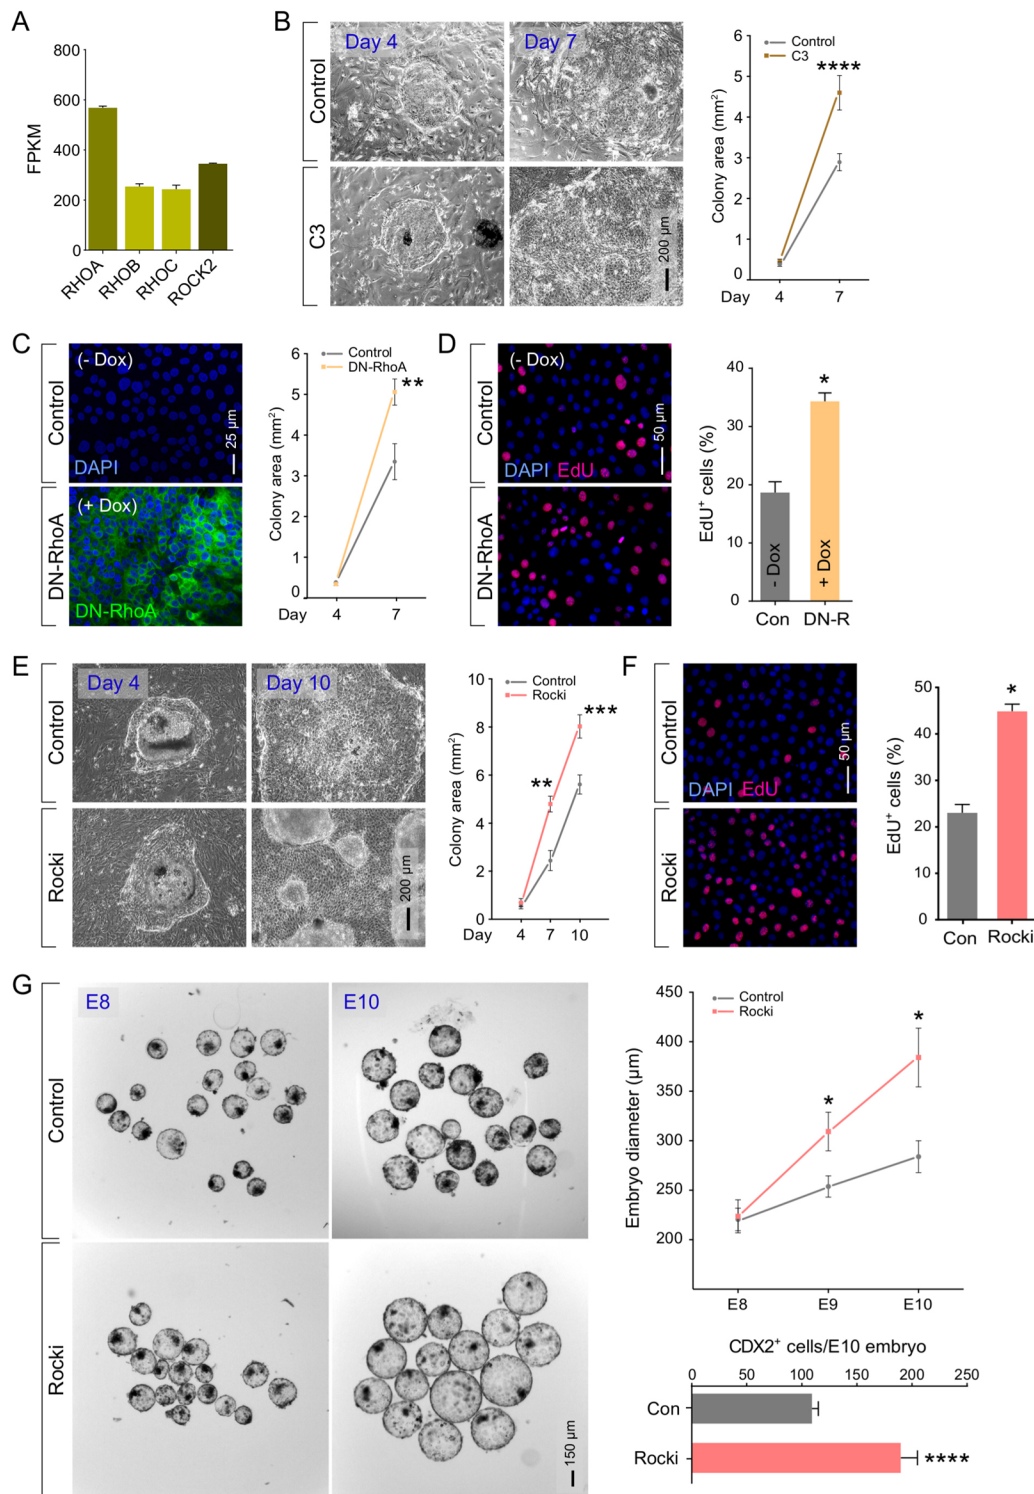 A
FPKM
800
600
400
200
0
RHOA
RHOB
RHOC
ROCK2
B
Control
C3
Day 4
Day 7
200 µm
Control
C3
****
Colony area (mm²)
6
5
4
3
2
1
0
Day 4 7
C
Control
DN-RhoA
(- Dox)
DAPI
25 µm
(+ Dox)
DN-RhoA
Control
DN-RhoA
**
Colony area (mm²)
6
5
4
3
2
1
0
Day 4 7
D
Control
DN-RhoA
(- Dox)
DAPI EdU
50 µm
EdU⁺ cells (%)
40
30
20
10
0
*
- Dox
+ Dox
Con DN-R
E
Control
Rocki
Day 4
Day 10
200 µm
Control
Rocki
**
***
Colony area (mm²)
10
8
6
4
2
0
Day 4 7 10
F
Control
Rocki
DAPI EdU
50 µm
EdU⁺ cells (%)
50
40
30
20
10
0
*
Con Rocki
G
Control
Rocki
E8
E10
150 µm
Control
Rocki
*
*
Embryo diameter (µm)
450
400
350
300
250
200
E8 E9 E10
CDX2⁺ cells/E10 embryo
0 50 100 150 200 250
Con
Rocki
****